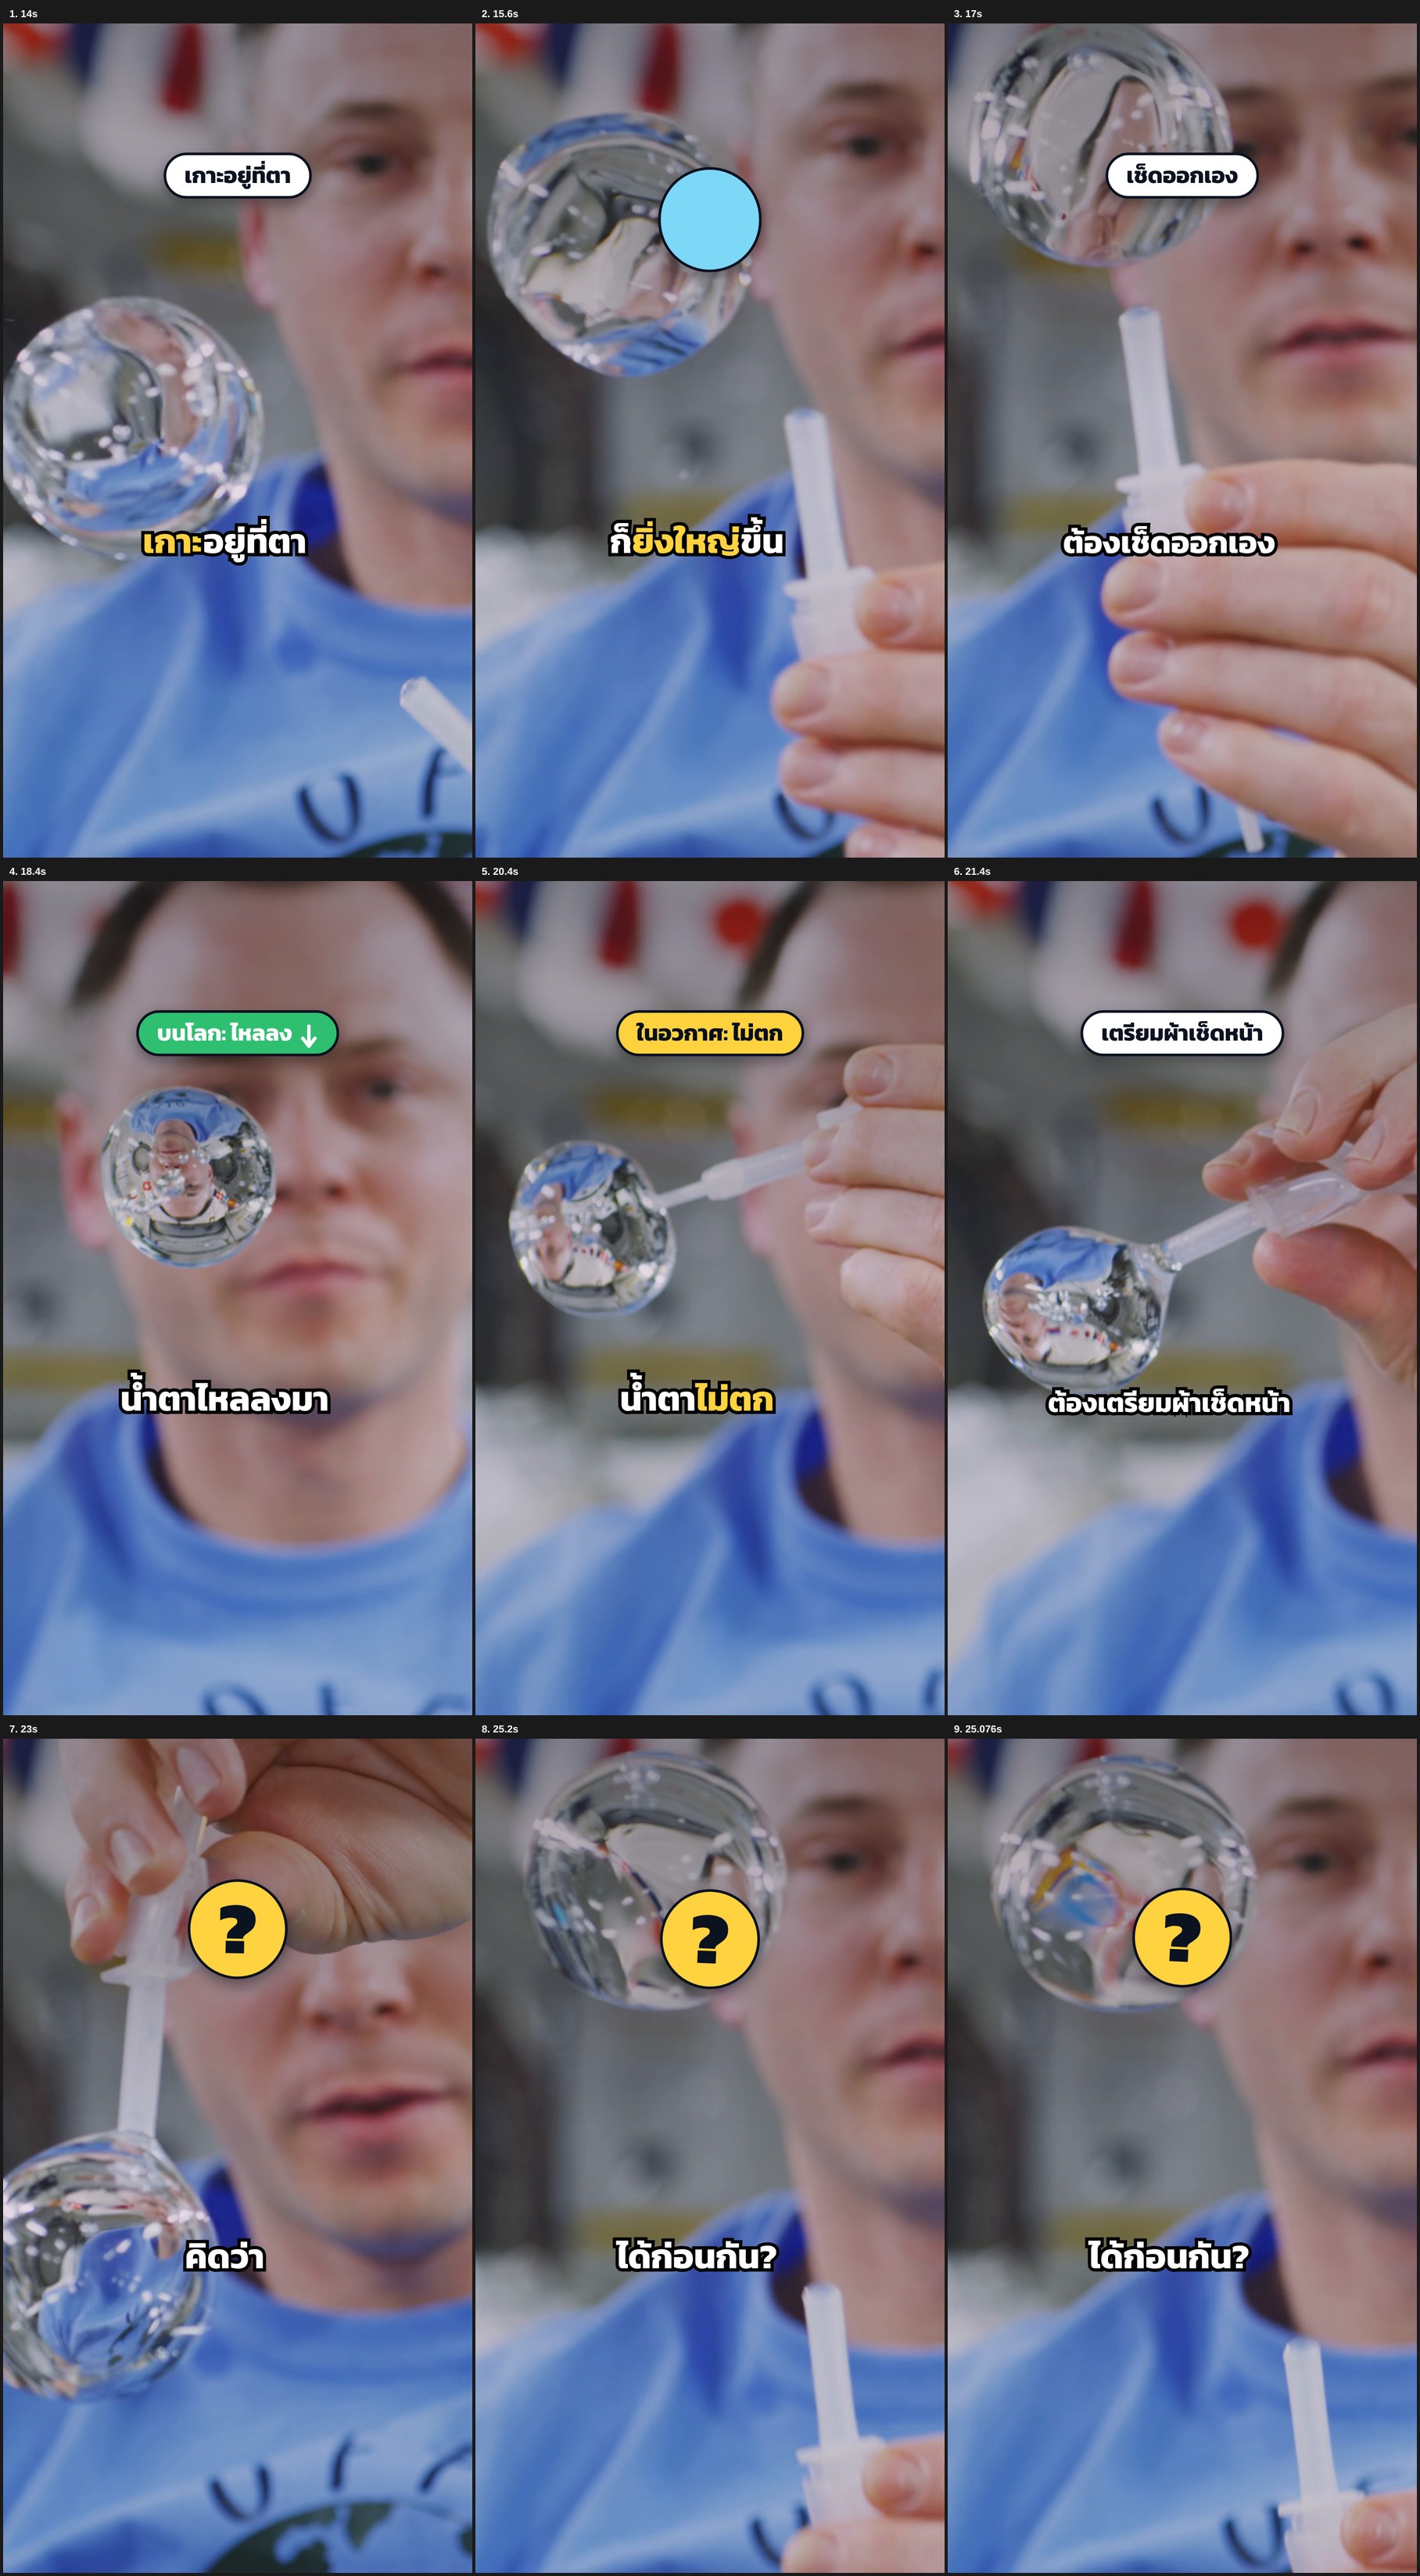 1. 14s
เกาะอยู่ที่ตา
เกาะอยู่ที่ตา
2. 15.6s
ก็ยิ่งใหญ่ขึ้น
3. 17s
เช็ดออกเอง
ต้องเช็ดออกเอง
4. 18.4s
บนโลก: ไหลลง ↓
น้ำตาไหลลงมา
5. 20.4s
ในอวกาศ: ไม่ตก
น้ำตาไม่ตก
6. 21.4s
เตรียมผ้าเช็ดหน้า
ต้องเตรียมผ้าเช็ดหน้า
7. 23s
?
คิดว่า
8. 25.2s
?
ได้ก่อนกัน?
9. 25.076s
?
ได้ก่อนกัน?